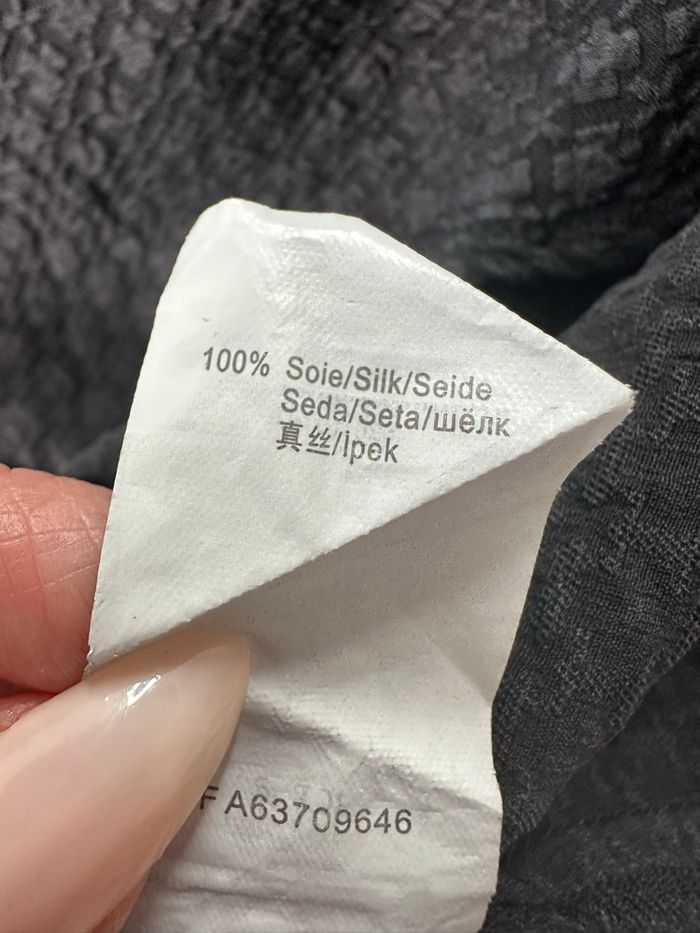 100% Soie/Silk/Seide
Seda/Seta/шёлк
真丝/ipek
F A63709646